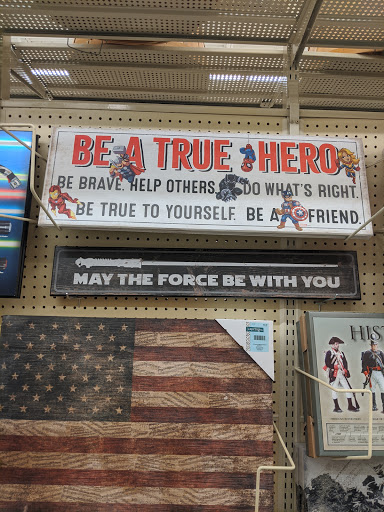 BE A TRUE HERO
BE BRAVE. HELP OTHERS. DO WHAT'S RIGHT.
BE TRUE TO YOURSELF. BE A FRIEND.
MAY THE FORCE BE WITH YOU
HIS